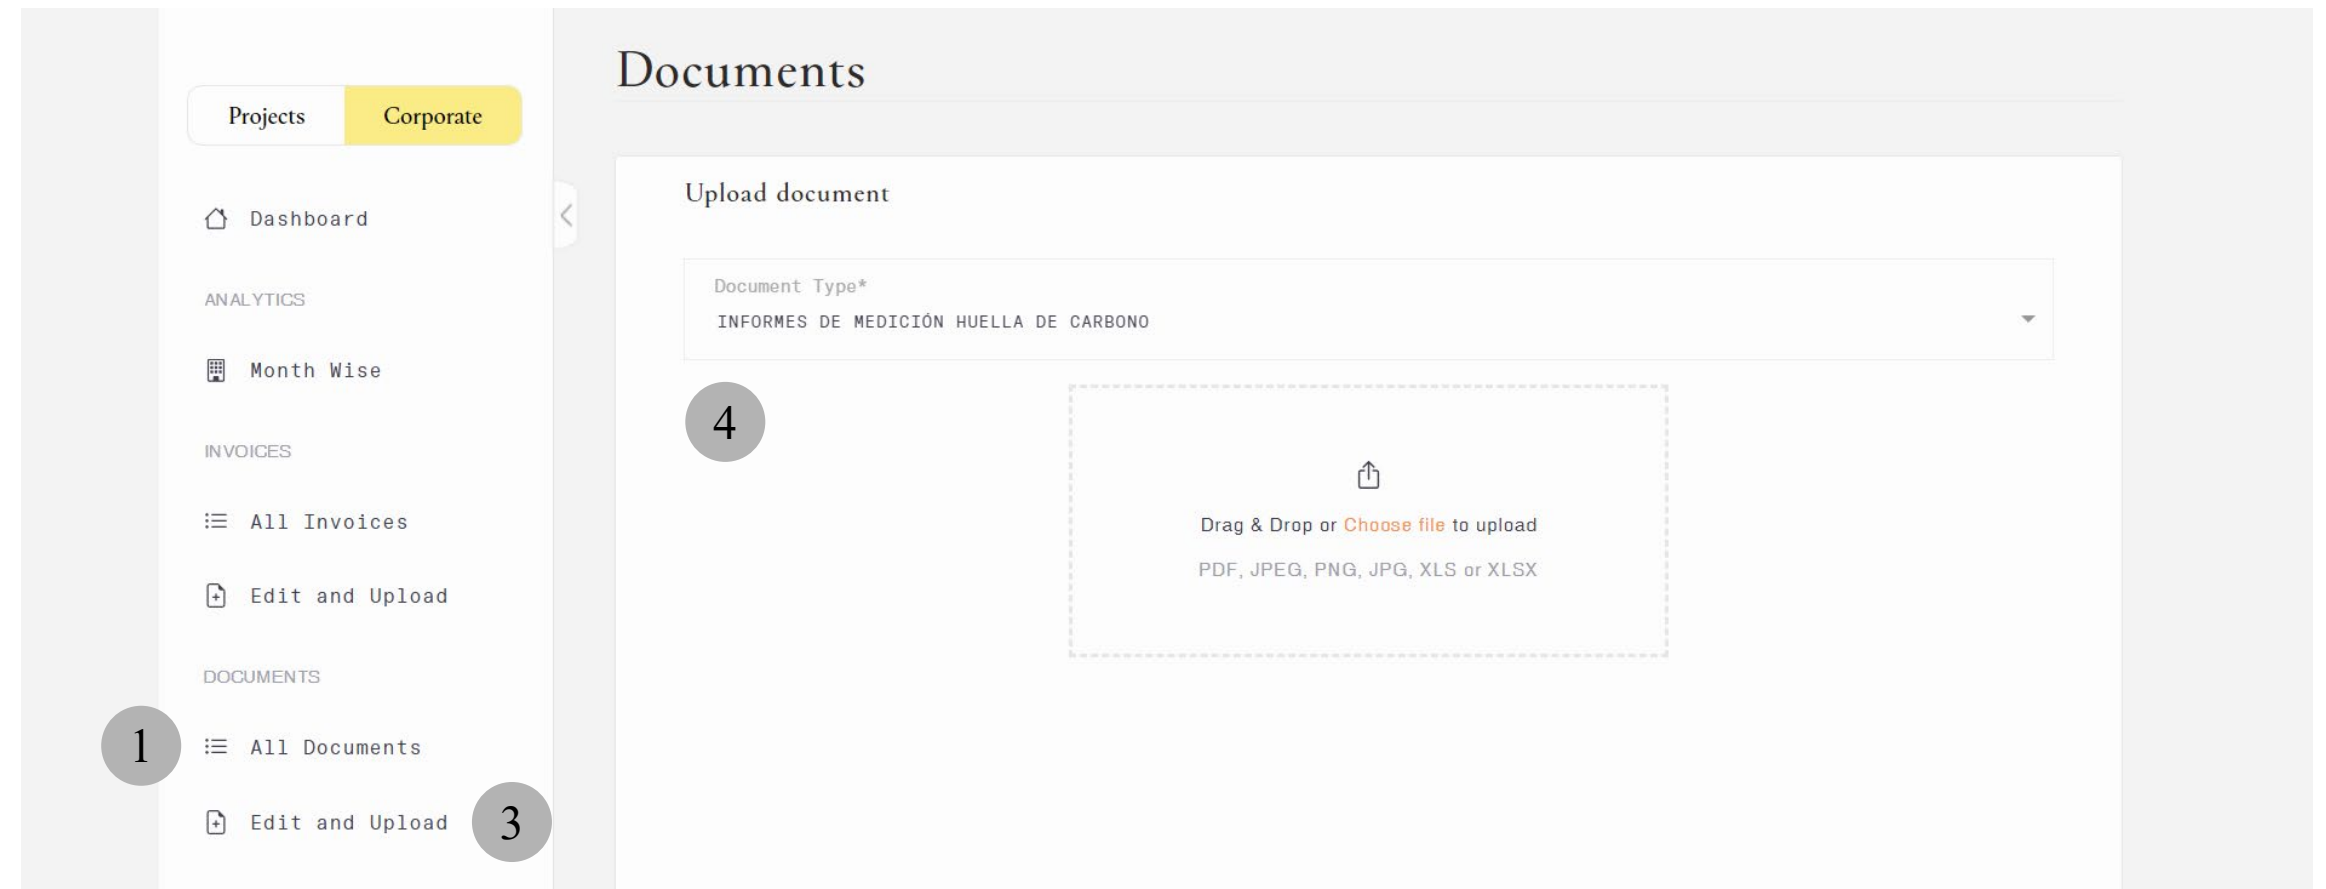 Projects
Corporate
Dashboard
ANALYTICS
Month Wise
INVOICES
All Invoices
Edit and Upload
DOCUMENTS
1
All Documents
Edit and Upload
3
Documents
Upload document
Document Type*
INFORMES DE MEDICIÓN HUELLA DE CARBONO
4
Drag & Drop or Choose file to upload
PDF, JPEG, PNG, JPG, XLS or XLSX